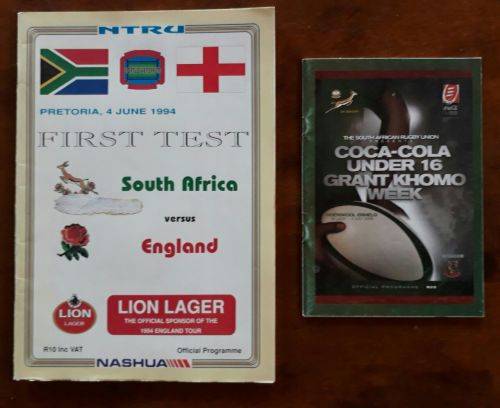 NTRU
PRETORIA, 4 JUNE 1994
FIRST TEST
South Africa
versus
England
LION
LAGER
LION LAGER
THE OFFICIAL SPONSOR OF THE
1994 ENGLAND TOUR
R10 Inc VAT
Official Programme
NASHUA
THE SOUTH AFRICAN RUGBY UNION
PRESENTS
COCA-COLA
UNDER 16
GRANT KHOMO
WEEK
ERMELO
OFFICIAL PROGRAMME